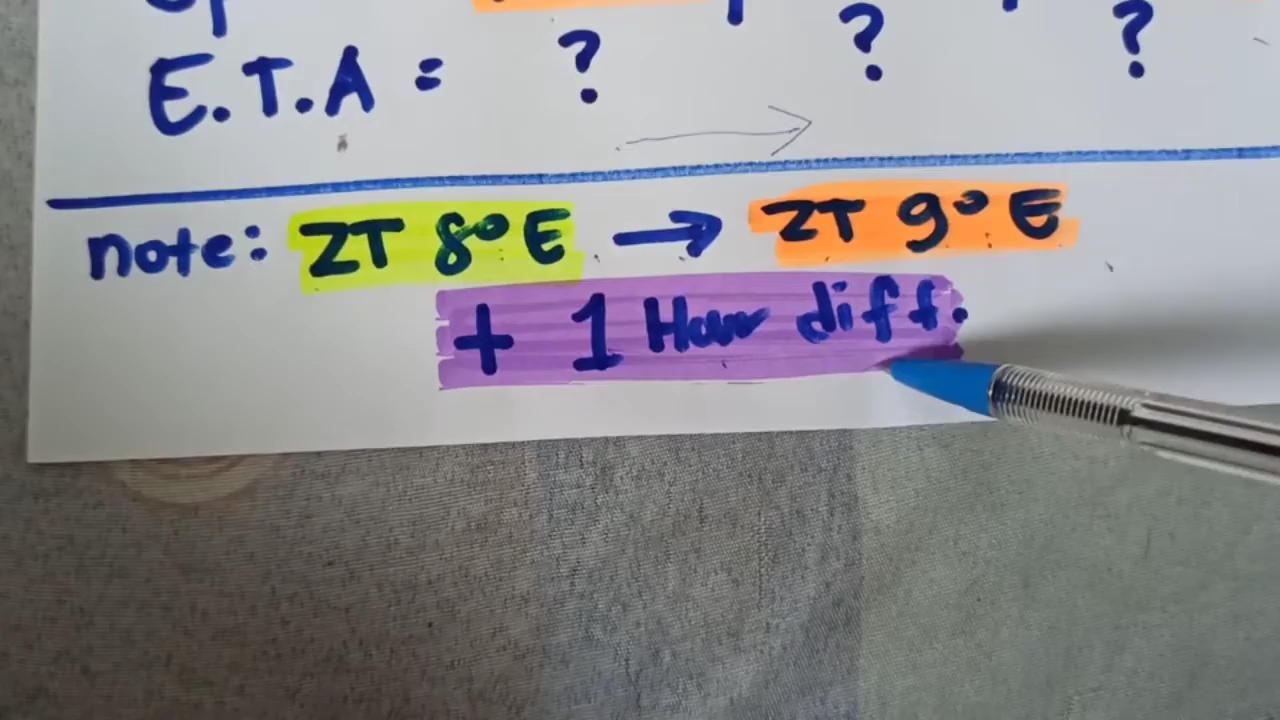 E.T.A = ? ? ?
note: ZT 8° E → ZT 9° E
+ 1 Hour diff.